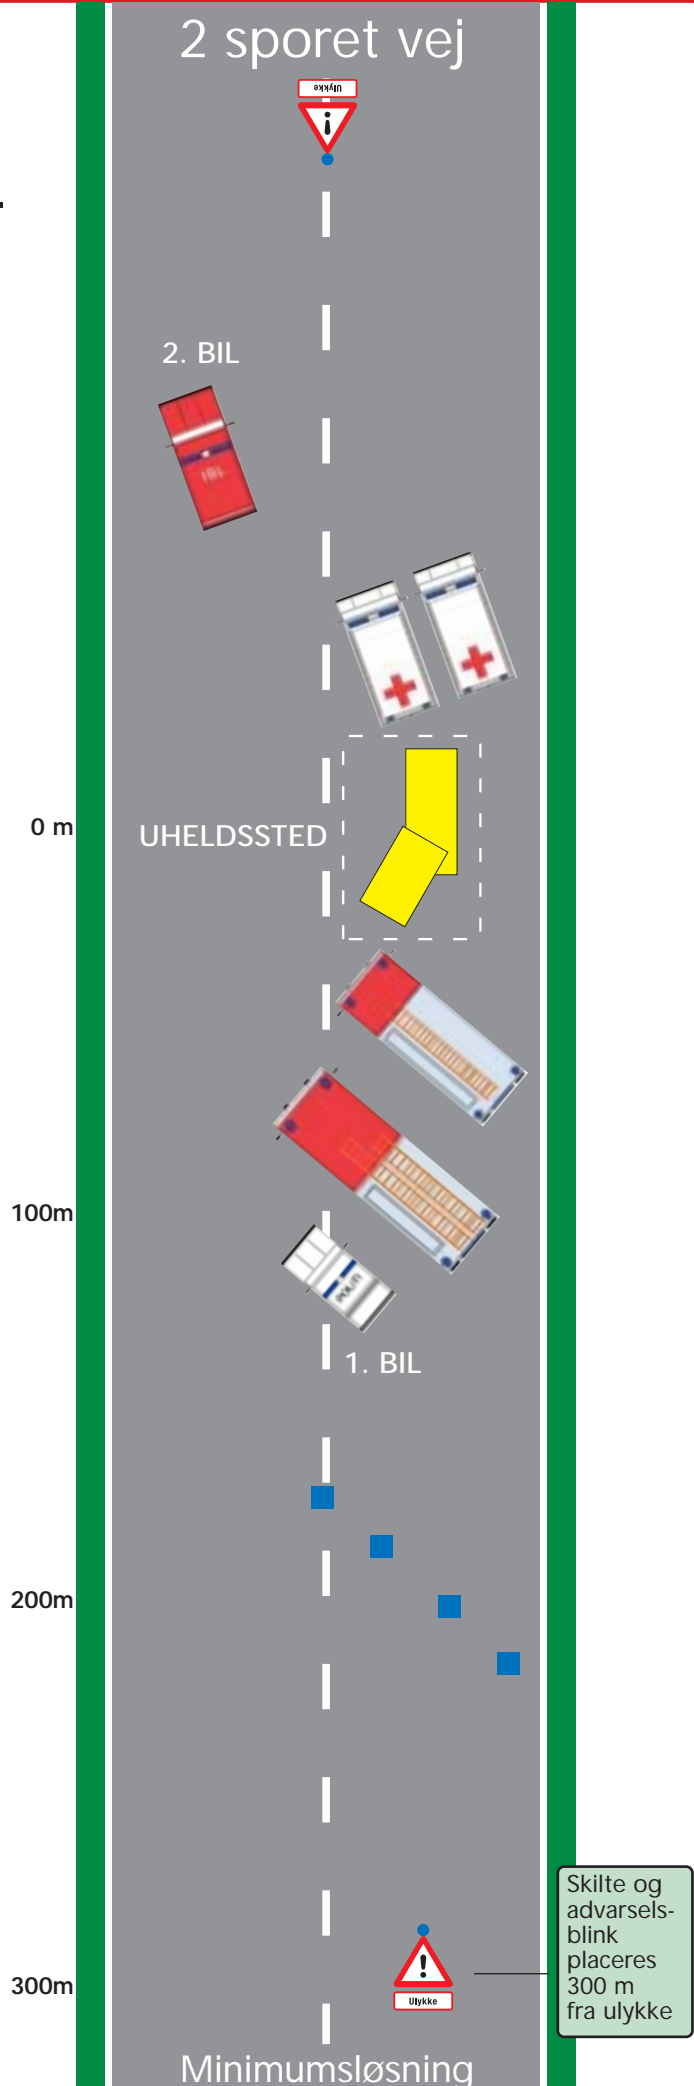 2 sporet vej
Ulykke
2. BIL
0 m
UHELDSSTED
100m
1. BIL
200m
Skilte og
advarsels-
blink
placeres
300 m
fra ulykke
300m
Ulykke
Minimumsløsning